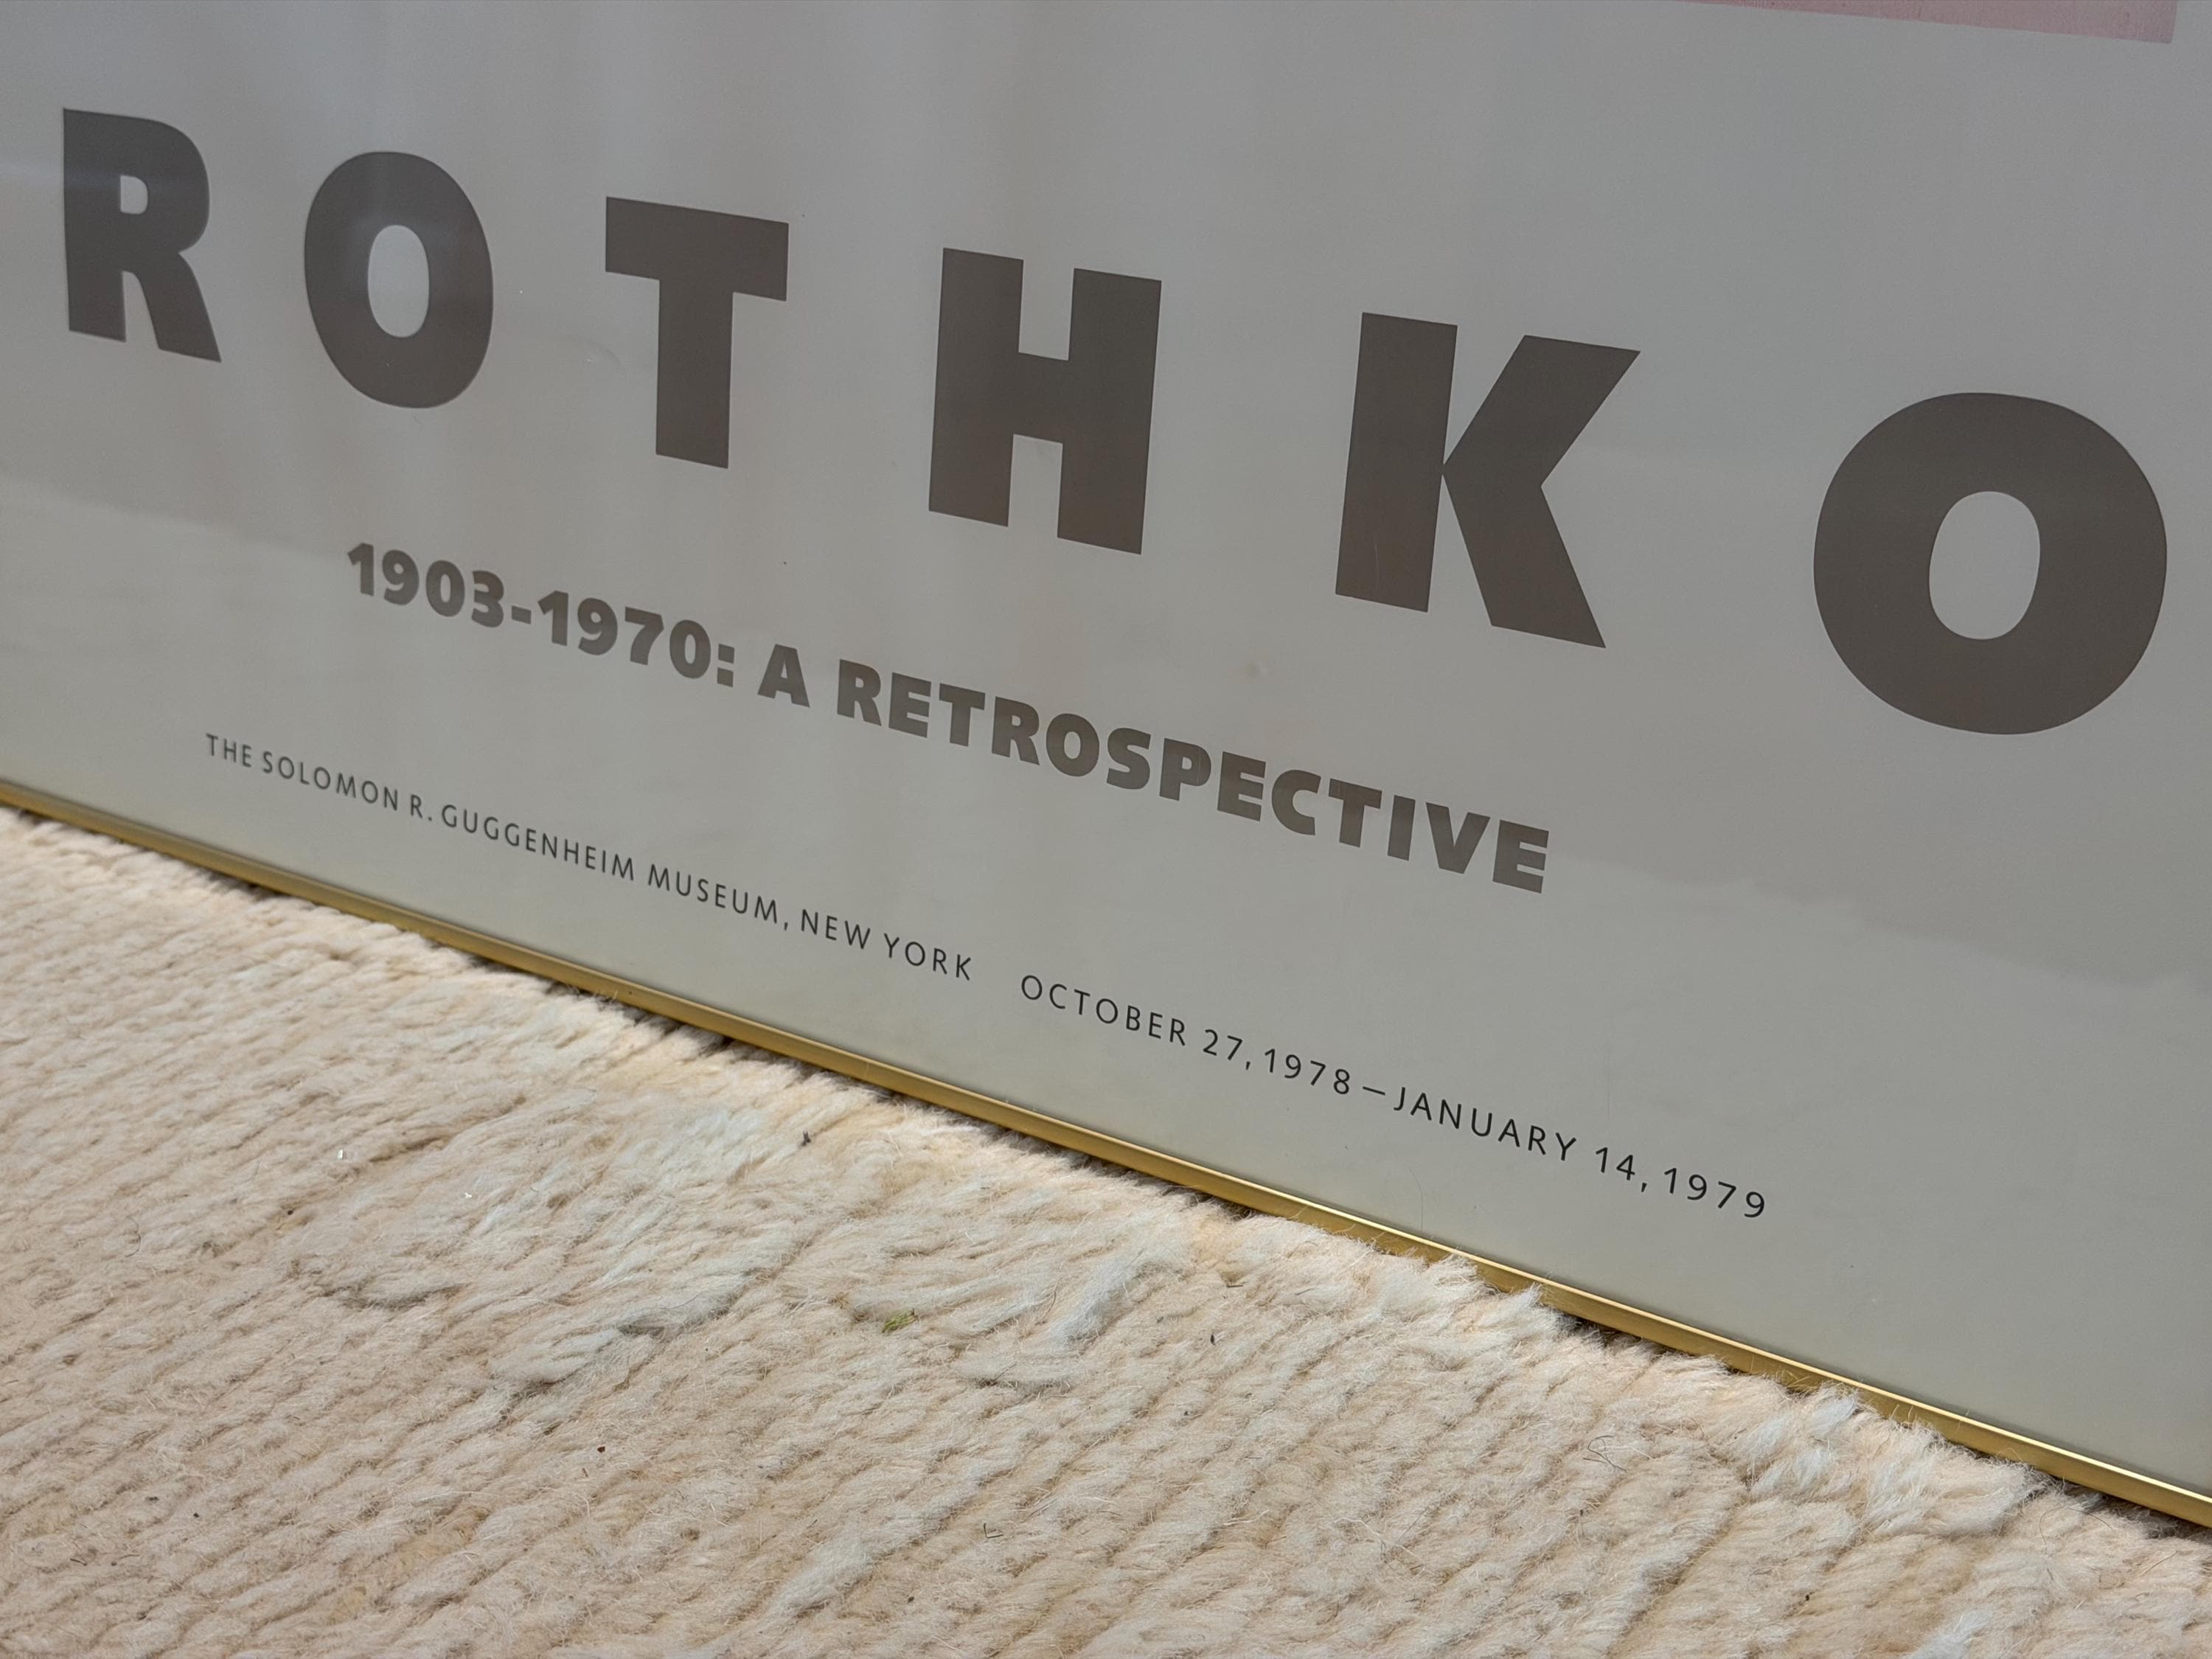 ROTHKO
1903-1970: A RETROSPECTIVE
THE SOLOMON R. GUGGENHEIM MUSEUM, NEW YORK OCTOBER 27, 1978 – JANUARY 14, 1979